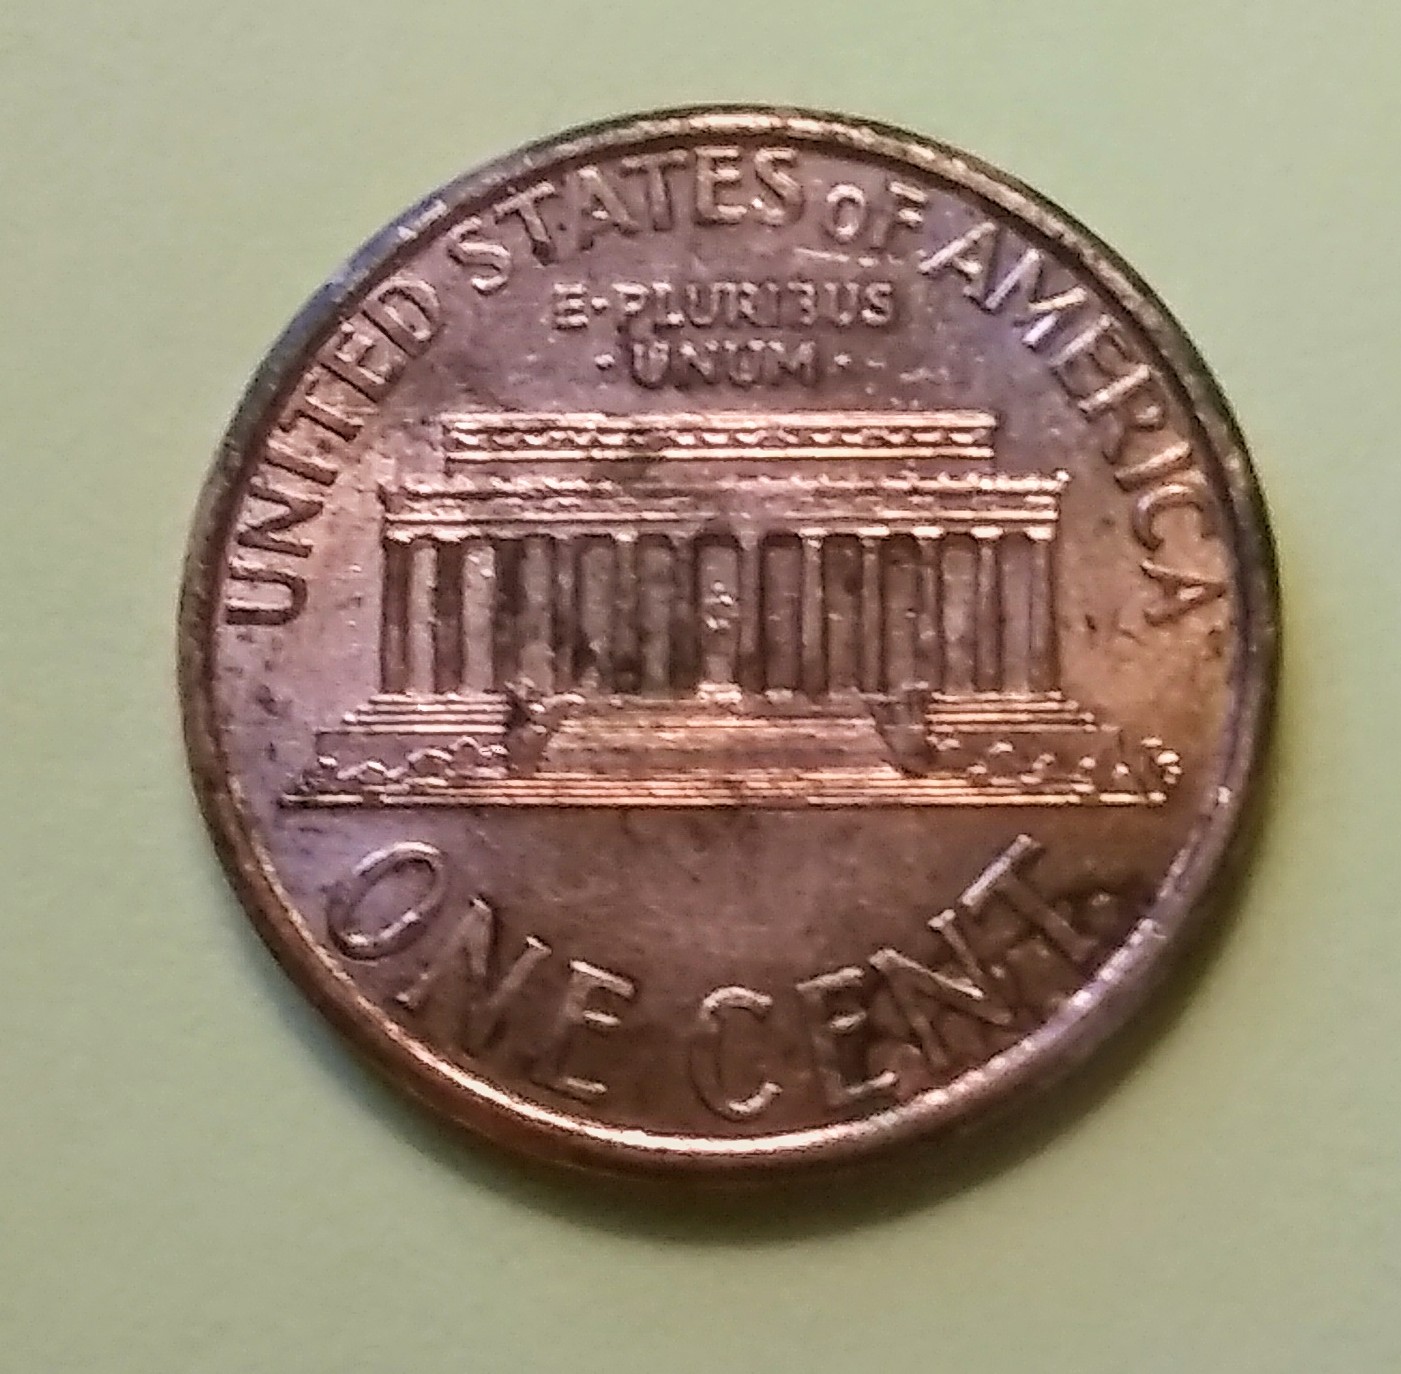 UNITED STATES OF AMERICA
E·PLURIBUS
·UNUM·
ONE CENT